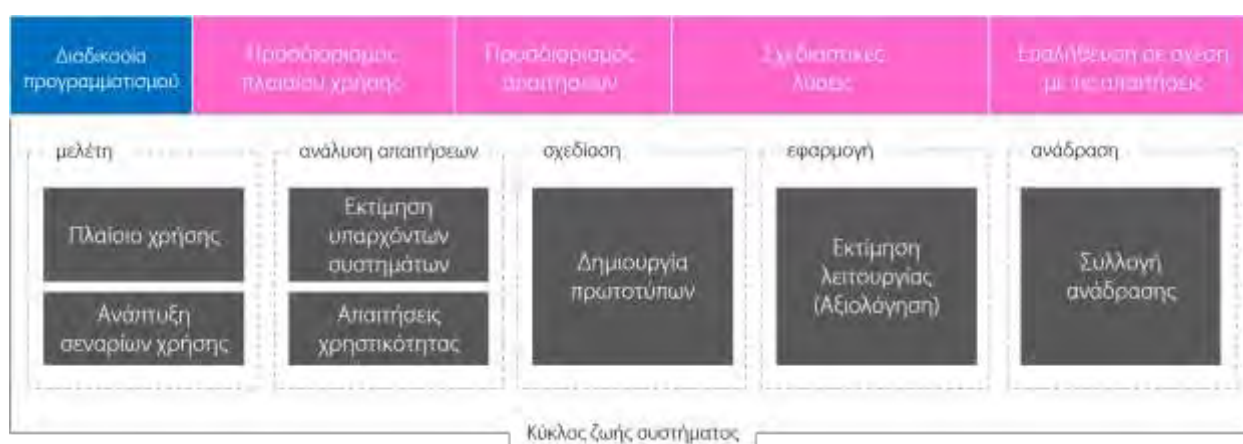 Διαδικασία
προγραμματισμού
Προσδιορισμος
πλαισίου χρήσης
Προσδιορισμός
απαιτήσεων
Σχεδιαστικές
λύσεις
Επαλήθευση σε σχέση
με τις απαιτήσεις
μελέτη
ανάλυση απαιτήσεων
σχεδίαση
εφαρμογή
ανάδραση
Πλαίσιο χρήσης
Ανάπτυξη
σεναρίων χρήσης
Εκτίμηση
υπαρχόντων
συστημάτων
Απαιτήσεις
χρηστικότητας
Δημιουργία
πρωτοτύπων
Εκτίμηση
λειτουργίας
(Αξιολόγηση)
Συλλογή
ανάδρασης
Κύκλος ζωής συστήματος